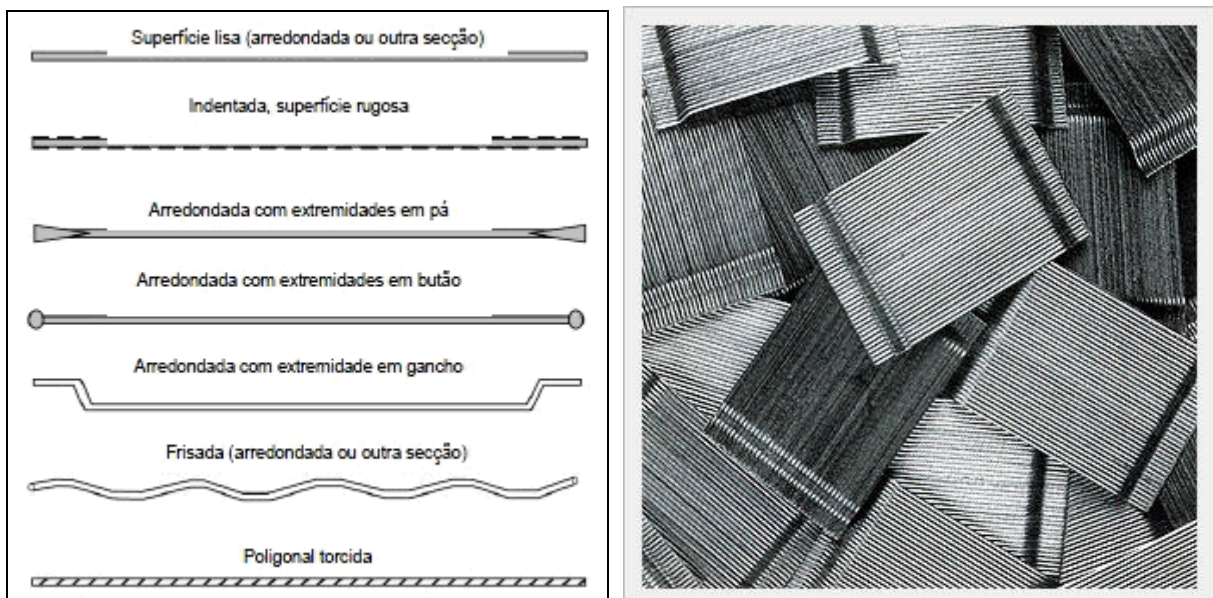 Superfície lisa (arredondada ou outra secção)
Indentada, superfície rugosa
Arredondada com extremidades em pá
Arredondada com extremidades em butão
Arredondada com extremidade em gancho
Frisada (arredondada ou outra secção)
Poligonal torcida